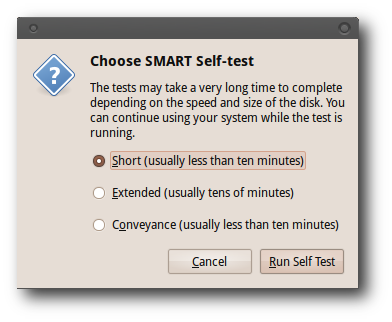 Choose SMART Self-test
The tests may take a very long time to complete
depending on the speed and size of the disk. You
can continue using your system while the test is
running.
Short (usually less than ten minutes)
Extended (usually tens of minutes)
Conveyance (usually less than ten minutes)
Cancel Run Self Test